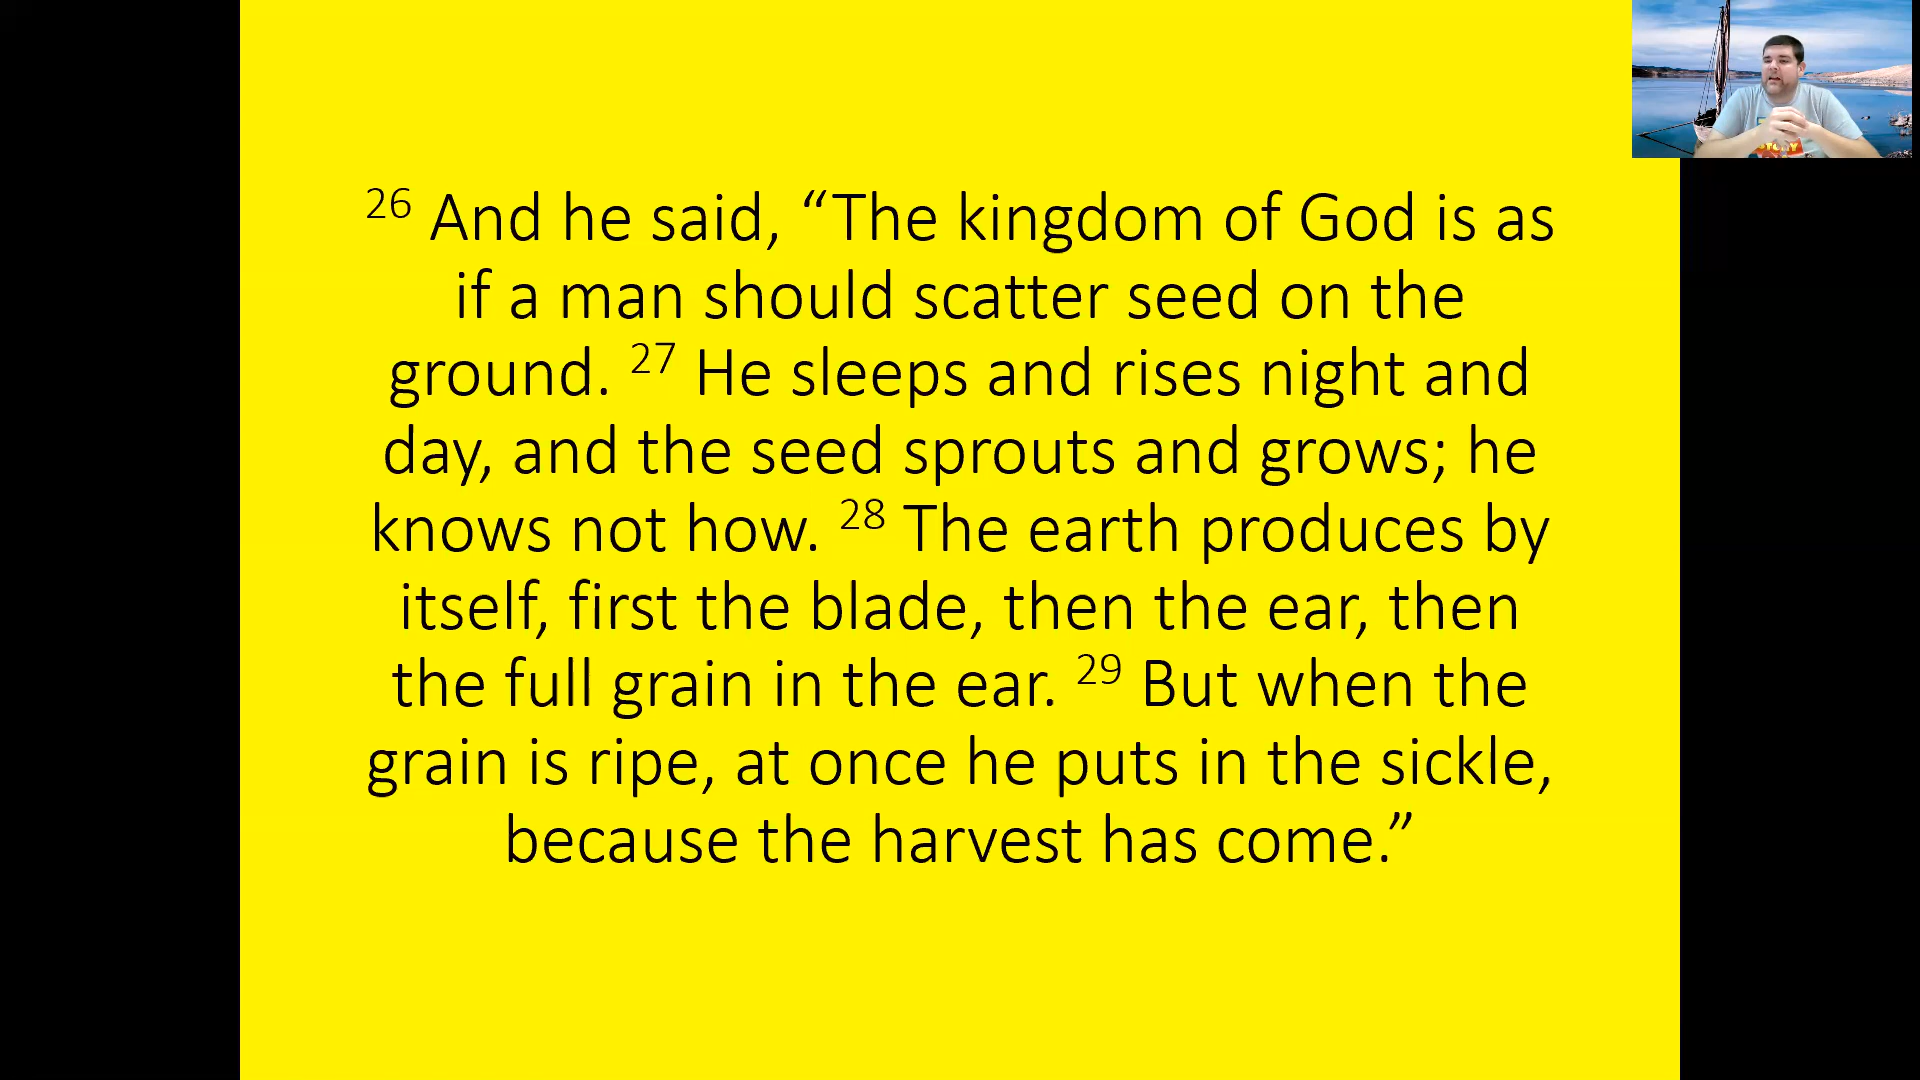 26 And he said, “The kingdom of God is as
if a man should scatter seed on the
ground. 27 He sleeps and rises night and
day, and the seed sprouts and grows; he
knows not how. 28 The earth produces by
itself, first the blade, then the ear, then
the full grain in the ear. 29 But when the
grain is ripe, at once he puts in the sickle,
because the harvest has come.”